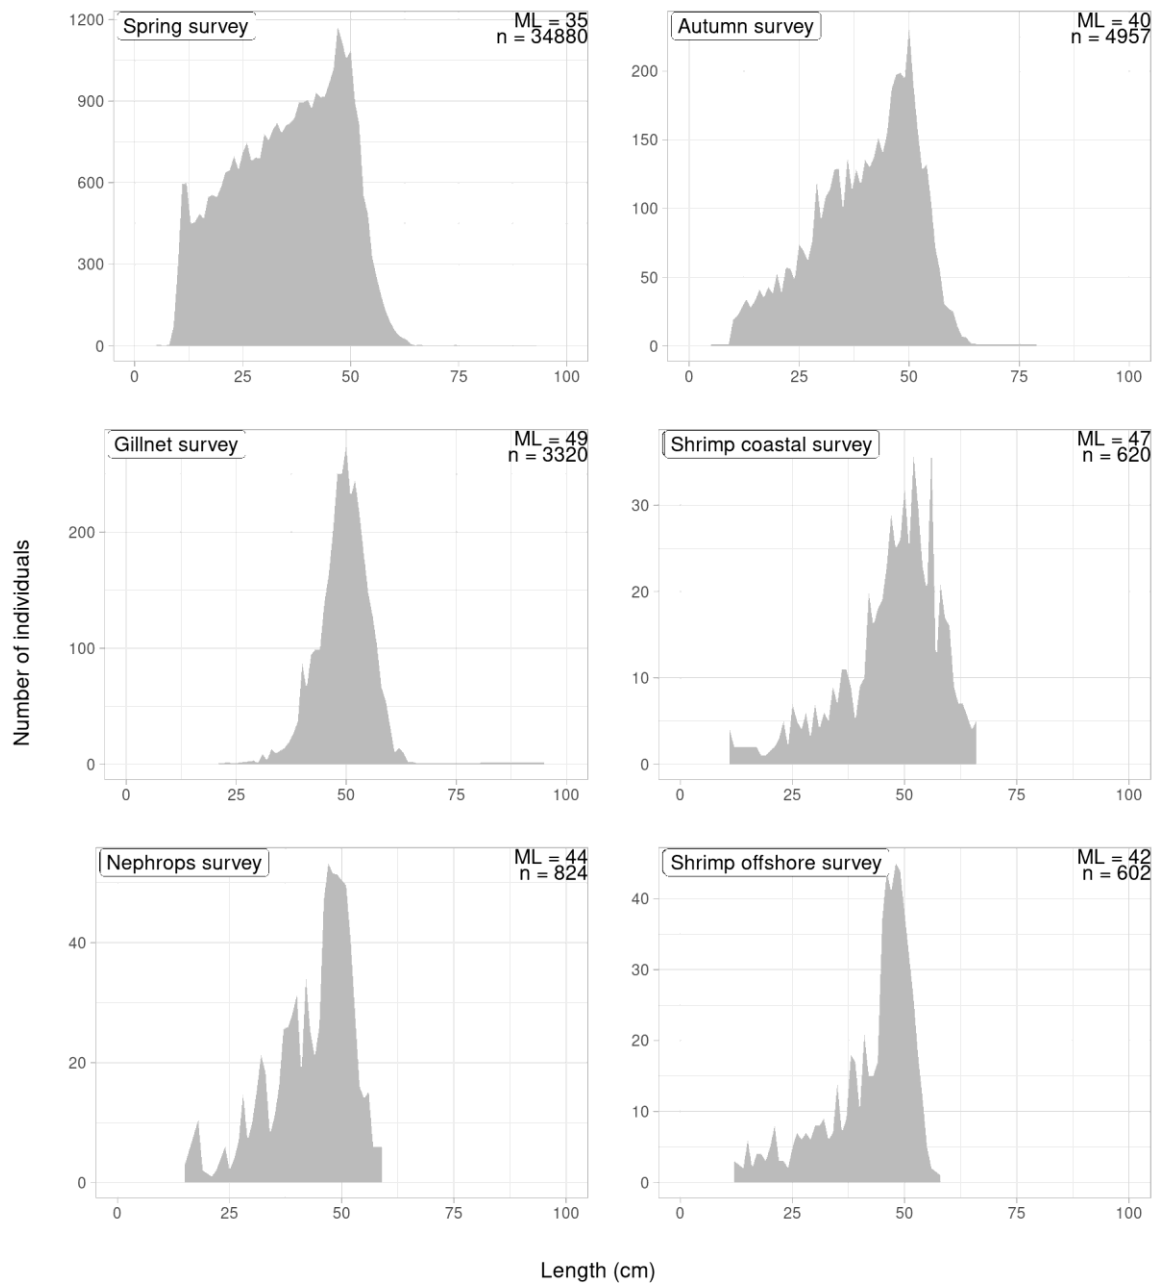 Spring survey
ML = 35
n = 34880
1200
900
600
300
0
0 25 50 75 100
Autumn survey
ML = 40
n = 4957
200
150
100
50
0
0 25 50 75 100
Gillnet survey
ML = 49
n = 3320
200
100
0
0 25 50 75 100
Shrimp coastal survey
ML = 47
n = 620
30
20
10
0
0 25 50 75 100
Nephrops survey
ML = 44
n = 824
40
20
0
0 25 50 75 100
Shrimp offshore survey
ML = 42
n = 602
40
30
20
10
0
0 25 50 75 100
Number of individuals
Length (cm)